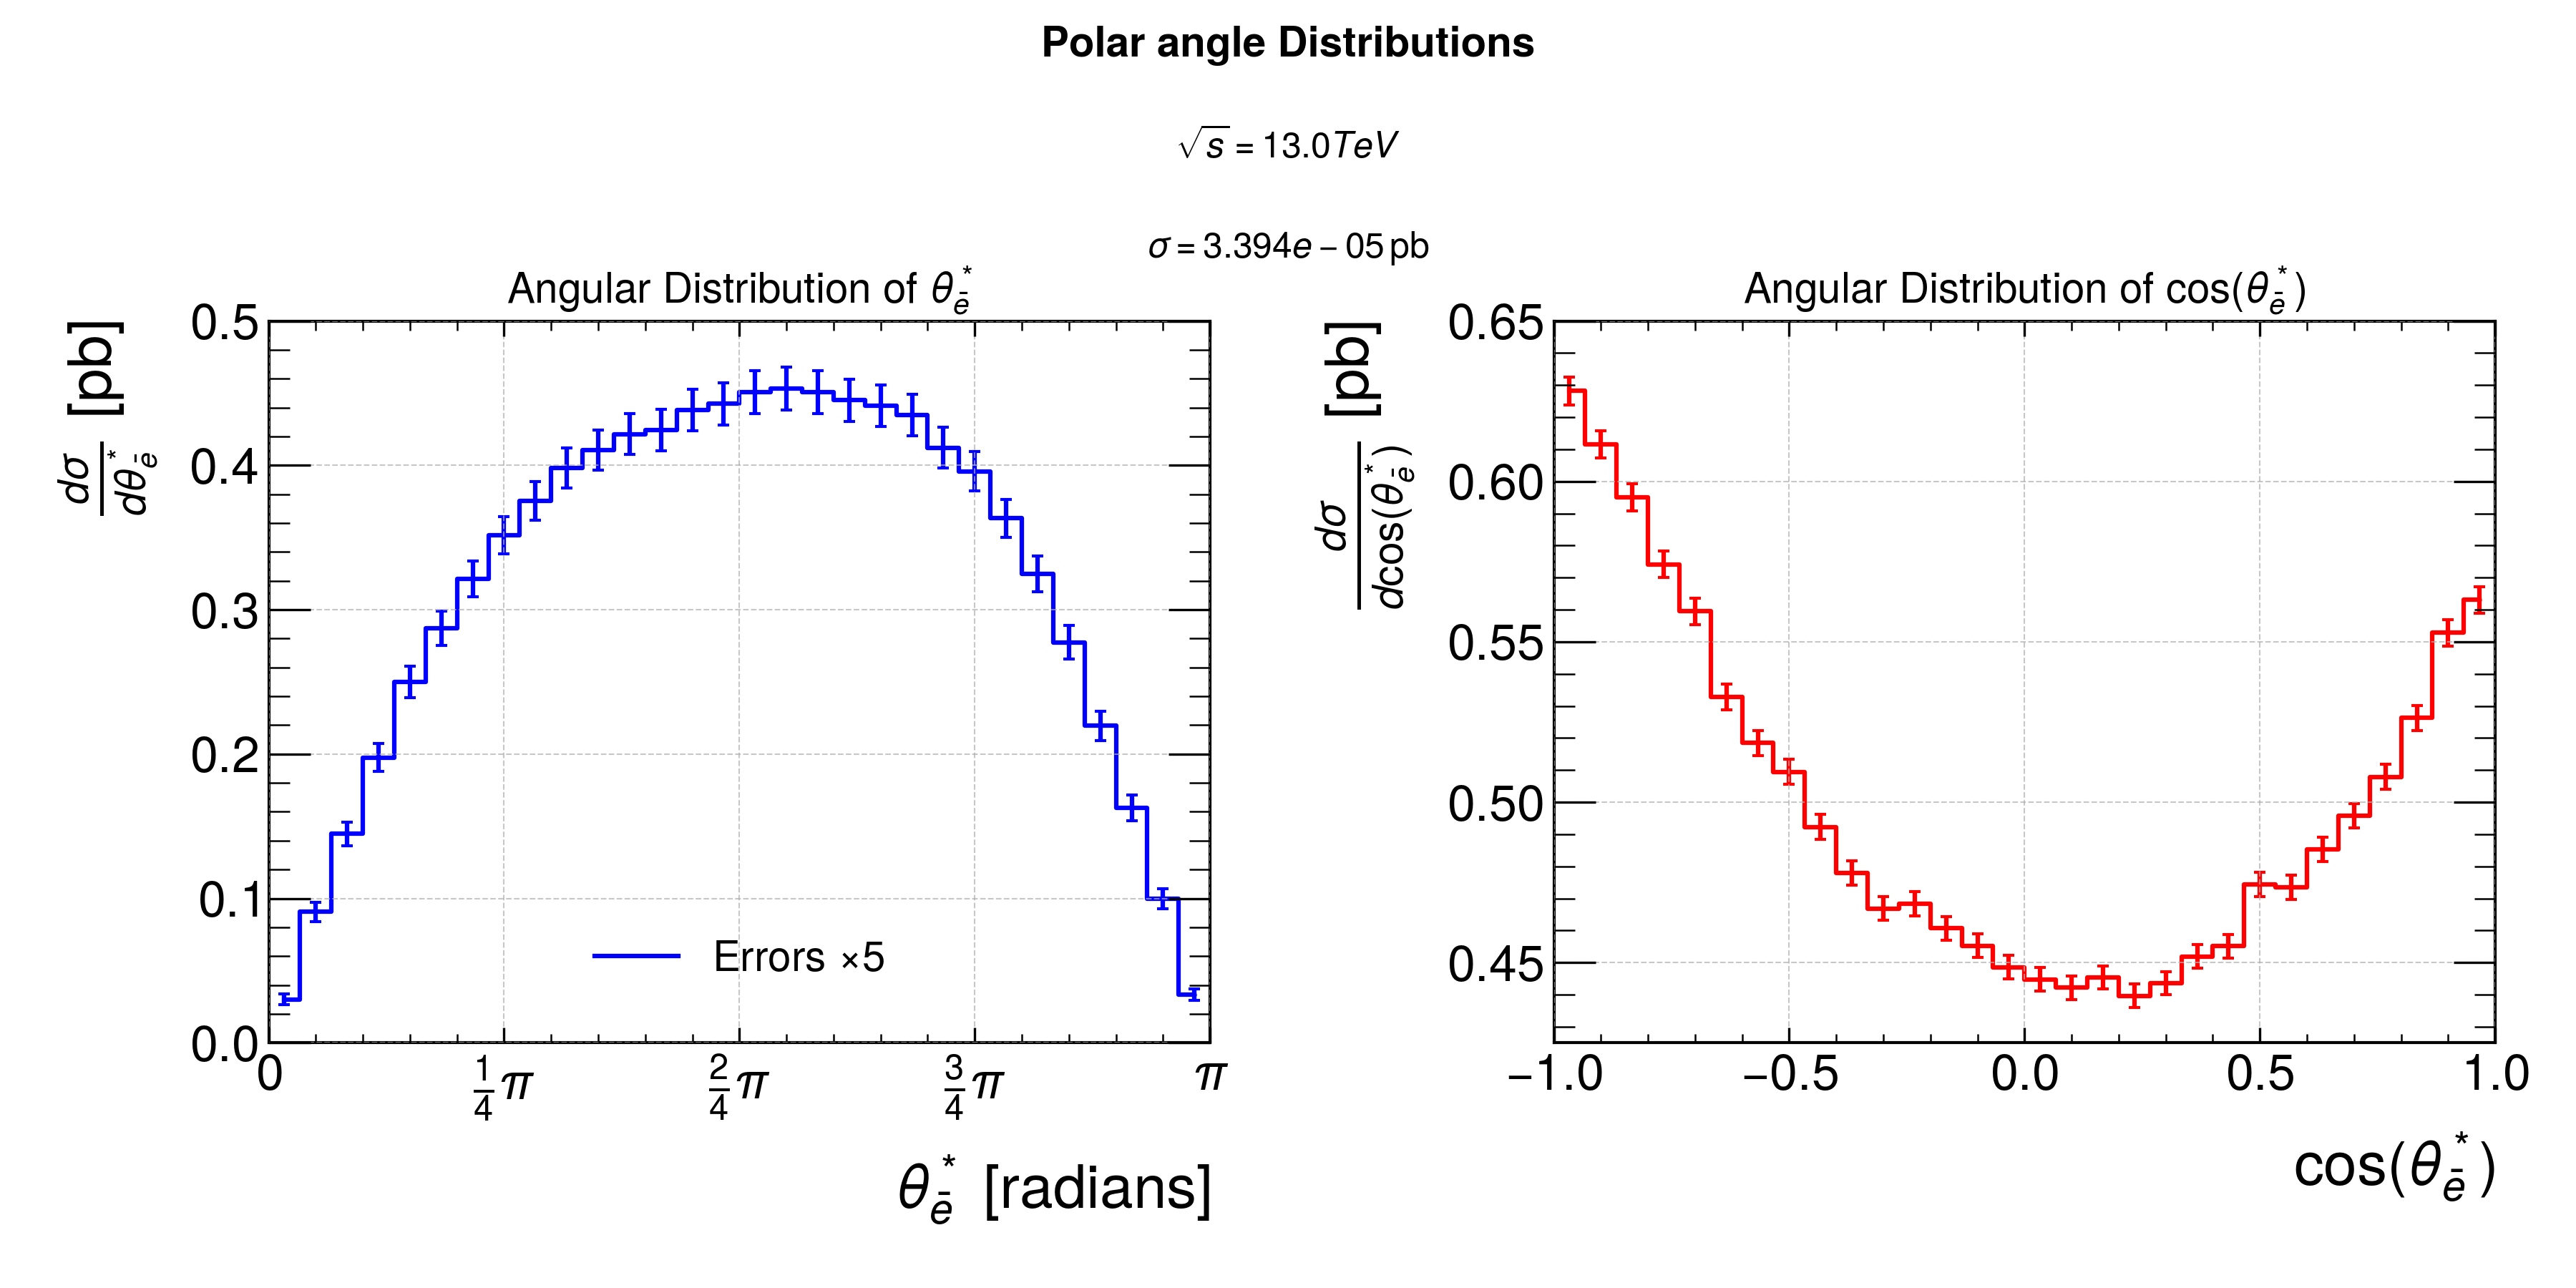 Polar angle Distributions
√s = 13.0TeV
σ = 3.394e − 05 pb
Angular Distribution of θ*ē
dσ/dθ*ē [pb]
0.5
0.4
0.3
0.2
0.1
0.0
Errors ×5
0 1/4π 2/4π 3/4π π
θ*ē [radians]
Angular Distribution of cos(θ*ē)
dσ/dcos(θ*ē) [pb]
0.65
0.60
0.55
0.50
0.45
−1.0 −0.5 0.0 0.5 1.0
cos(θ*ē)